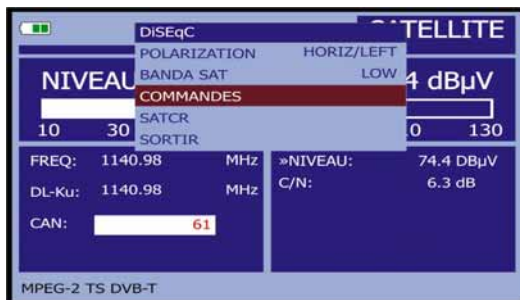 DiSEqC
TELLITE
POLARIZATION HORIZ/LEFT
BANDA SAT LOW
COMMANDES
SATCR
SORTIR
NIVEAU 4 dBµV
10 30 0 130
FREQ: 1140.98 MHz
DL-Ku: 1140.98 MHz
CAN: 61
»NIVEAU: 74.4 DBµV
C/N: 6.3 dB
MPEG-2 TS DVB-T